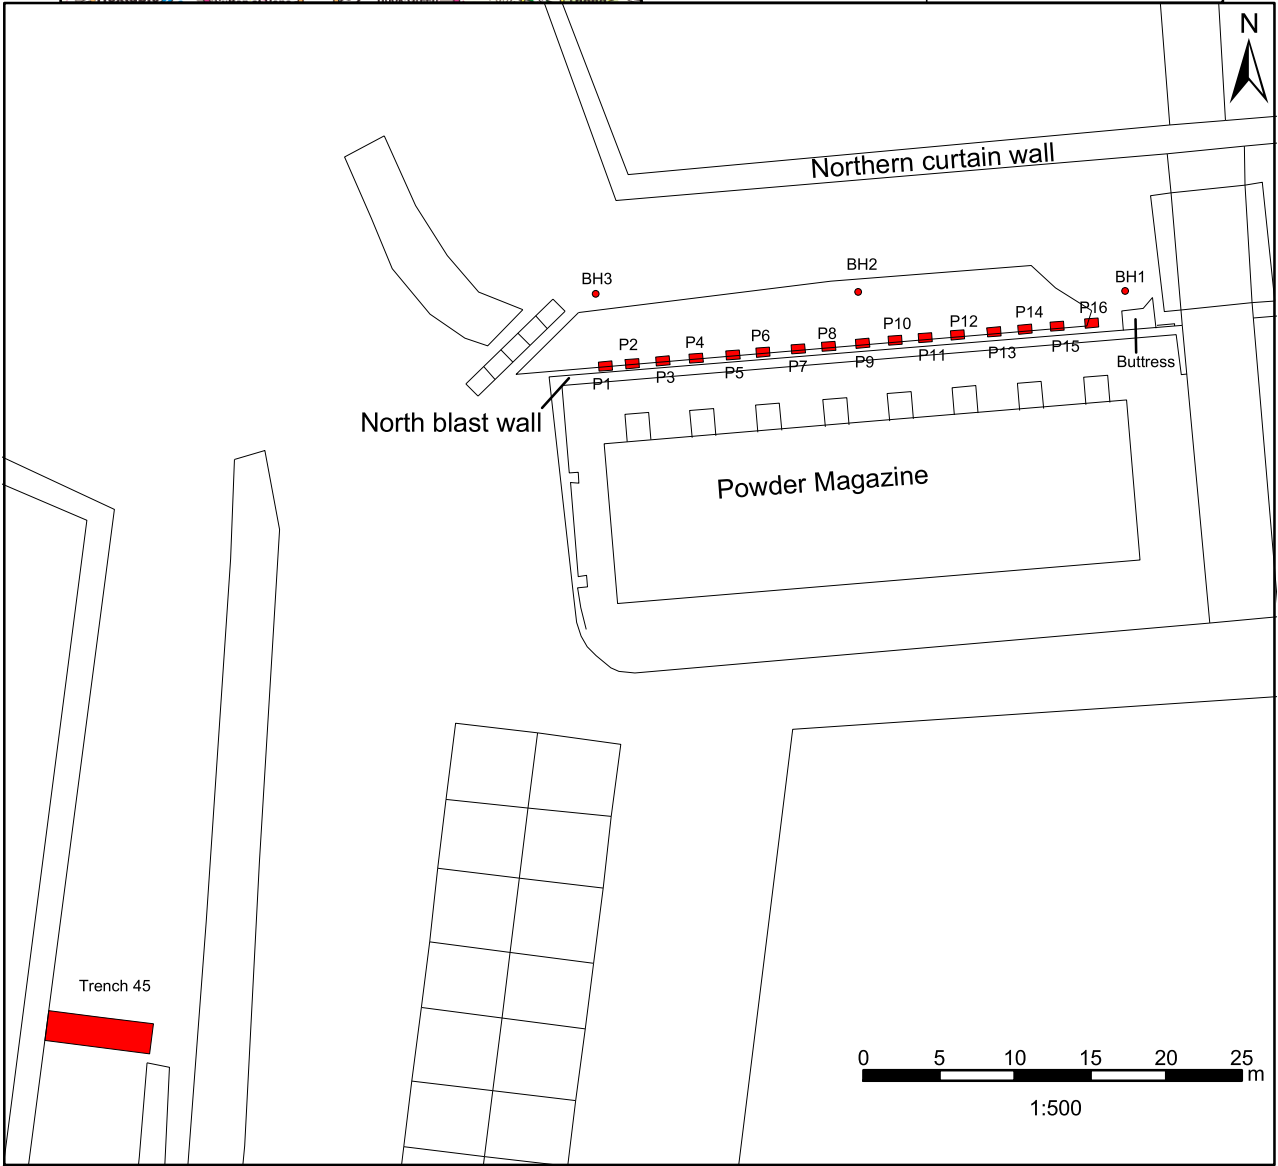 N
Northern curtain wall
BH3
BH2
BH1
P16
P14
P12
P10
P8
P6
P4
P2
P1
P3
P5
P7
P9
P11
P13
P15
Buttress
North blast wall
Powder Magazine
Trench 45
0 5 10 15 20 25
m
1:500